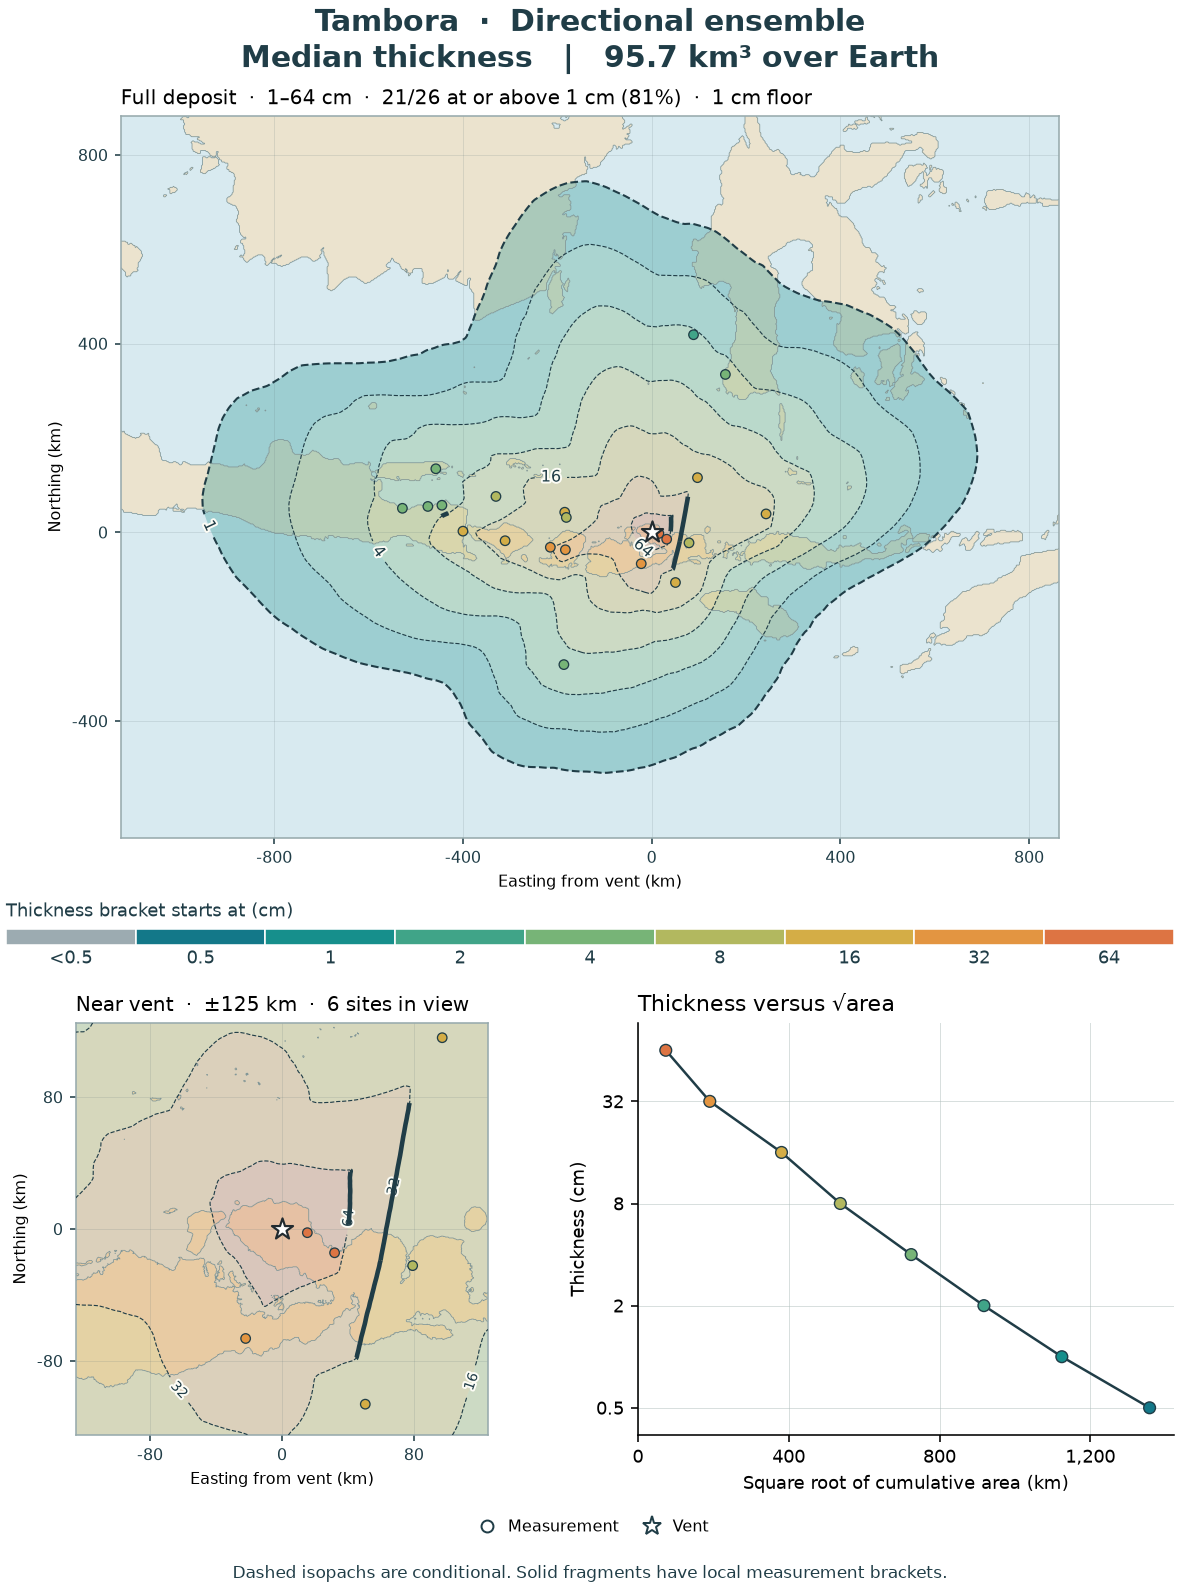 Tambora · Directional ensemble
Median thickness | 95.7 km³ over Earth
Full deposit · 1–64 cm · 21/26 at or above 1 cm (81%) · 1 cm floor
800
400
0
-400
Northing (km)
16
1
4
64
-800
-400
0
400
800
Easting from vent (km)
Thickness bracket starts at (cm)
<0.5
0.5
1
2
4
8
16
32
64
Near vent · ±125 km · 6 sites in view
80
0
-80
Northing (km)
32
64
32
16
-80
0
80
Easting from vent (km)
Thickness versus √area
32
8
2
0.5
Thickness (cm)
0
400
800
1,200
Square root of cumulative area (km)
Measurement
Vent
Dashed isopachs are conditional. Solid fragments have local measurement brackets.